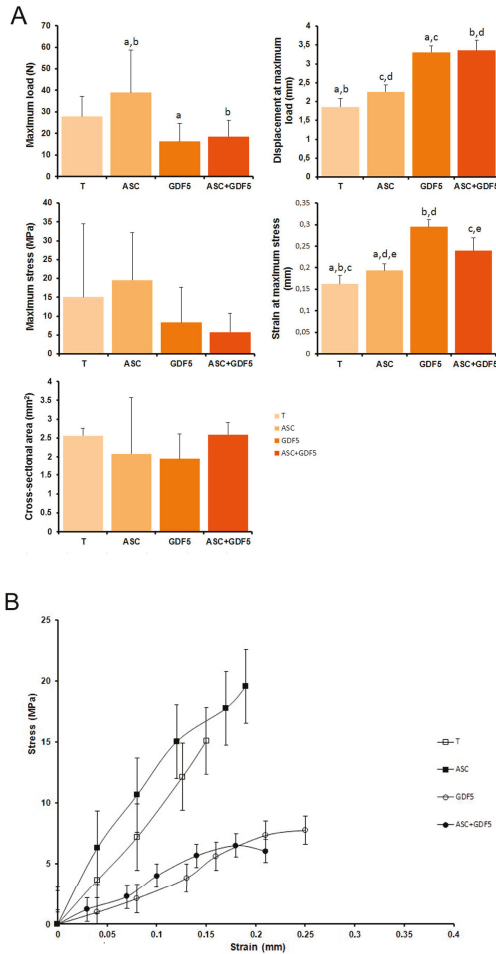 A
Maximum load (N)
70
60
50
40
30
20
10
0
a,b
a
b
T ASC GDF5 ASC+GDF5
Displacement at maximum load (mm)
4
3,5
3
2,5
2
1,5
1
0,5
0
a,b
c,d
a,c
b,d
T ASC GDF5 ASC+GDF5
Maximum stress (MPa)
40
35
30
25
20
15
10
5
0
T ASC GDF5 ASC+GDF5
Strain at maximum stress (mm)
0,35
0,3
0,25
0,2
0,15
0,1
0,05
0
a,b,c
a,d,e
b,d
c,e
T ASC GDF5 ASC+GDF5
Cross-sectional area (mm²)
4
3.5
3
2.5
2
1.5
1
0.5
0
T ASC GDF5 ASC+GDF5
T
ASC
GDF5
ASC+GDF5
B
Stress (MPa)
25
20
15
10
5
0
0 0.05 0.1 0.15 0.2 0.25 0.3 0.35 0.4
Strain (mm)
T
ASC
GDF5
ASC+GDF5